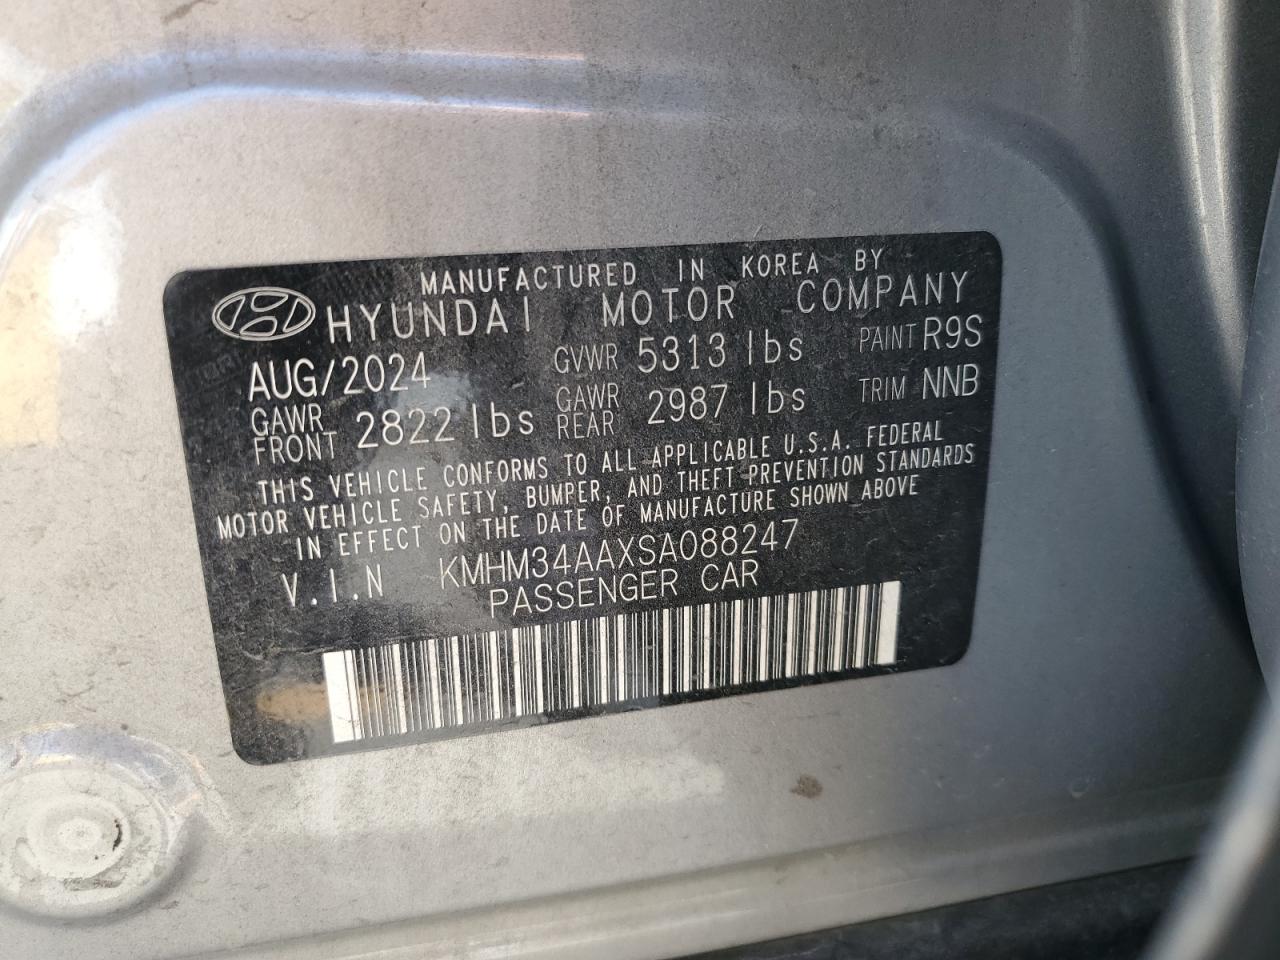 MANUFACTURED IN KOREA BY
HYUNDAI MOTOR COMPANY
AUG/2024 GVWR 5313 lbs PAINT R9S
GAWR FRONT 2822 lbs GAWR REAR 2987 lbs TRIM NNB
THIS VEHICLE CONFORMS TO ALL APPLICABLE U.S.A. FEDERAL
MOTOR VEHICLE SAFETY, BUMPER, AND THEFT-PREVENTION STANDARDS
IN EFFECT ON THE DATE OF MANUFACTURE SHOWN ABOVE
V.I.N KMHM34AAXSA088247
PASSENGER CAR